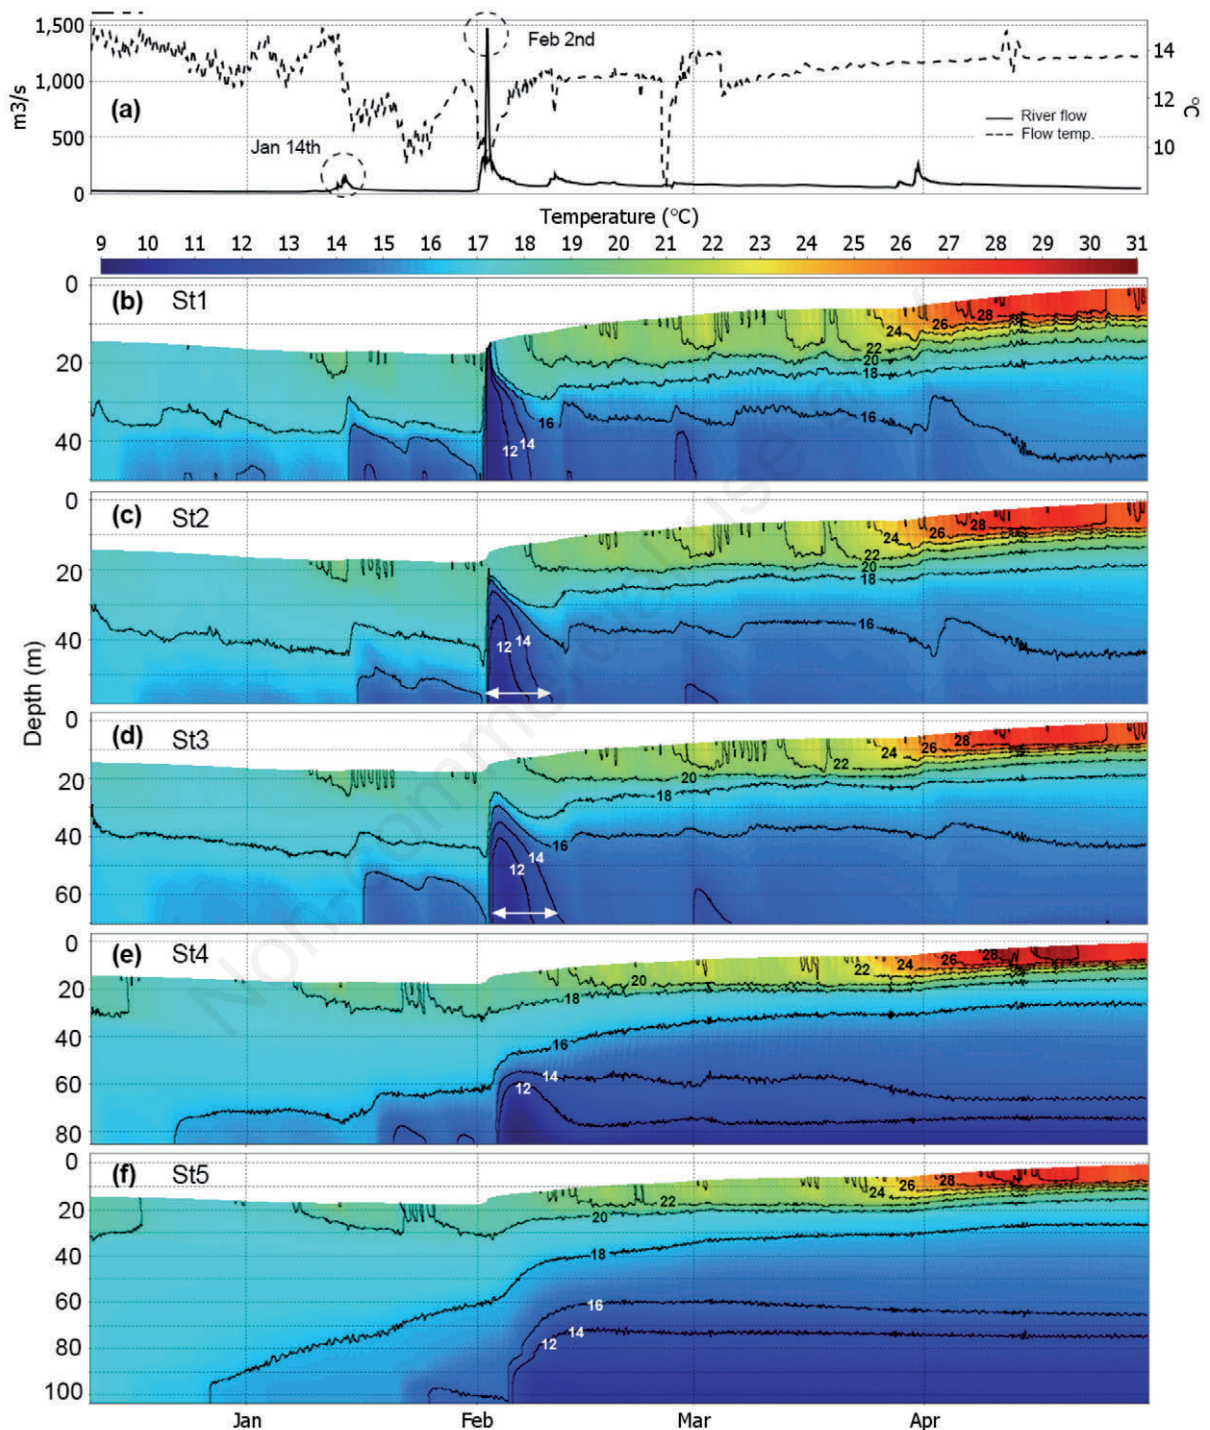 1,500
1,000
500
0
m3/s
(a)
Jan 14th
Feb 2nd
River flow
Flow temp.
14
12
10
°C
Temperature (°C)
9 10 11 12 13 14 15 16 17 18 19 20 21 22 23 24 25 26 27 28 29 30 31
(b) St1
0
20
40
12 14 16 24 26 28 22 20 18 16
(c) St2
0
20
40
12 14 24 26 28 22 20 18 16
(d) St3
0
20
40
60
12 14 16 18 20 22 24 26 28
(e) St4
0
20
40
60
80
12 14 16 18 20 22 24 26 28
(f) St5
0
20
40
60
80
100
12 14 16 18 20 22 24 26 28
Depth (m)
Jan Feb Mar Apr